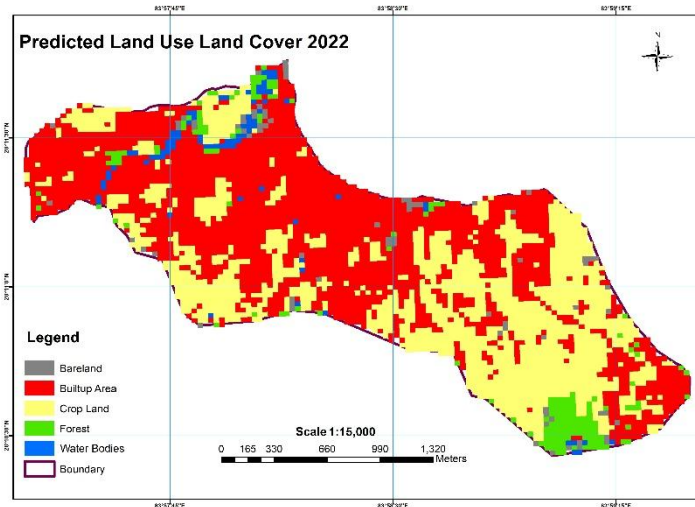 Predicted Land Use Land Cover 2022
N
Legend
Bareland
Builtup Area
Crop Land
Forest
Water Bodies
Boundary
Scale 1:15,000
0 165 330 660 990 1,320
Meters